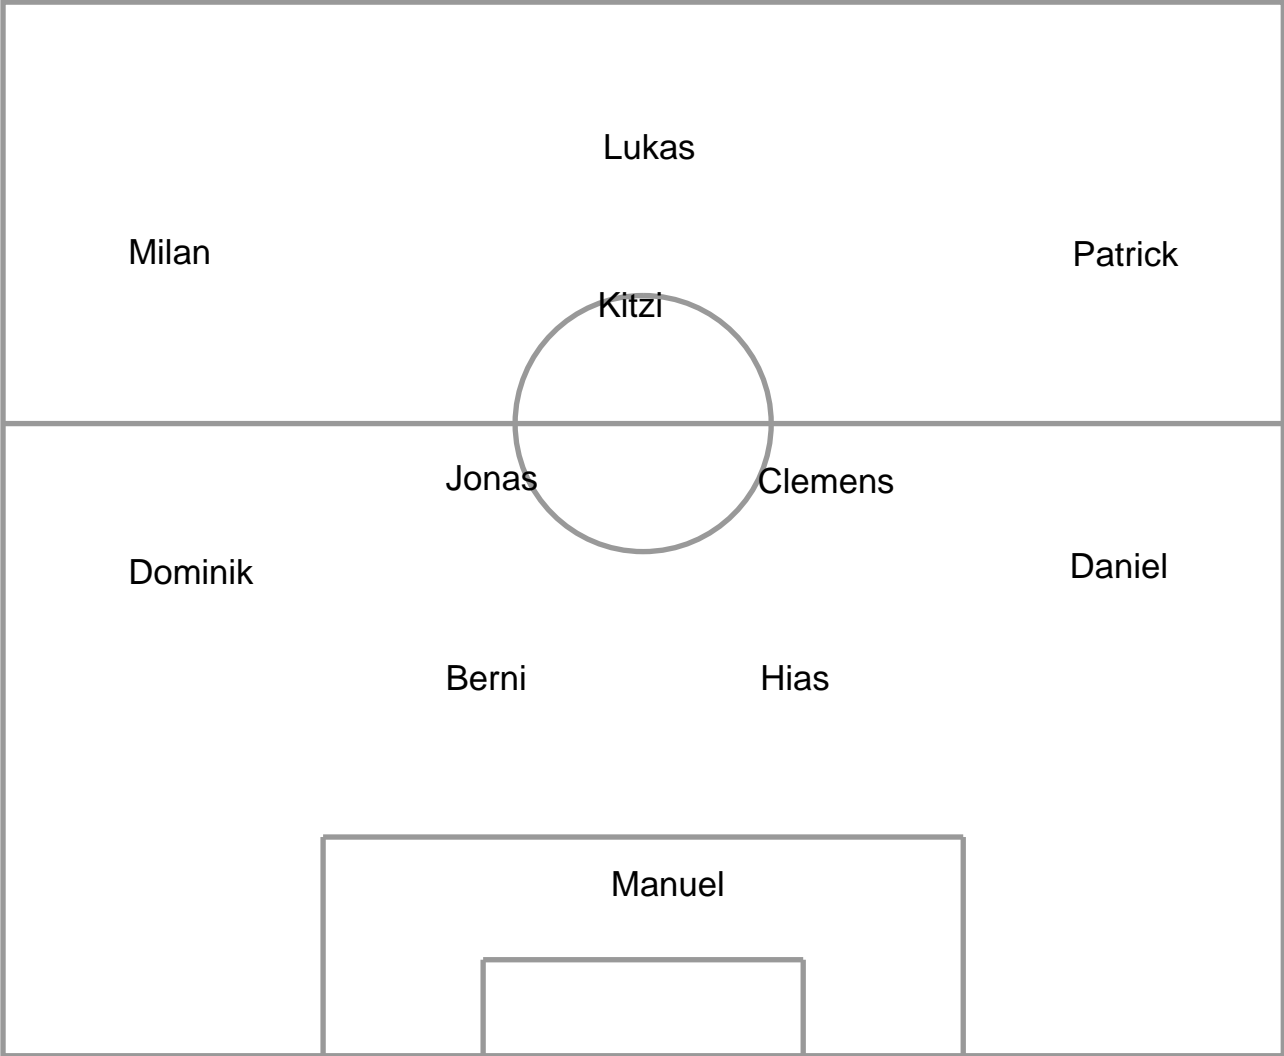 Lukas
Milan
Patrick
Kitzi
Jonas
Clemens
Dominik
Daniel
Berni
Hias
Manuel